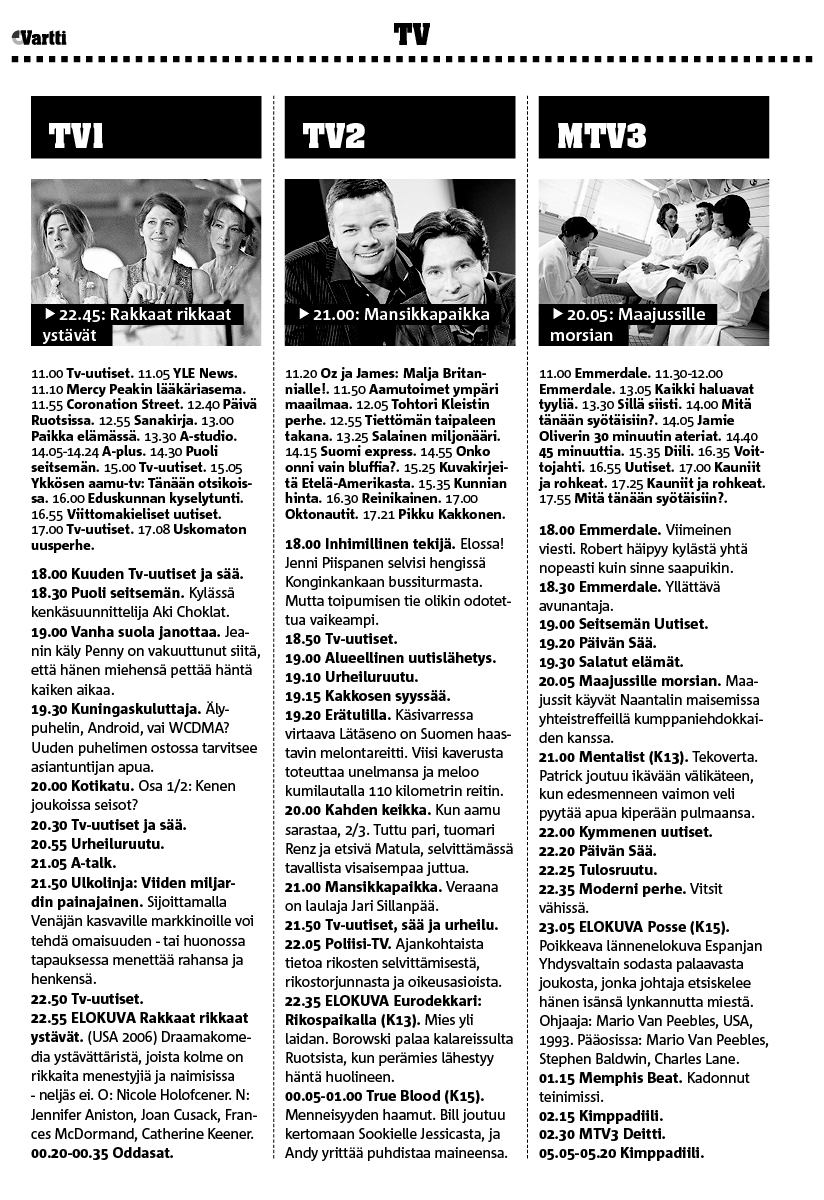 Vartti
TV
TV1
22.45: Rakkaat rikkaat
ystävät
11.00 Tv-uutiset. 11.05 YLE News.
11.10 Mercy Peakin lääkäriasema.
11.55 Coronation Street. 12.40 Päivä
Ruotsissa. 12.55 Sanakirja. 13.00
Paikka elämässä. 13.30 A-studio.
14.05-14.24 A-plus. 14.30 Puoli
seitsemän. 15.00 Tv-uutiset. 15.05
Ykkösen aamu-tv: Tänään otsikois-
sa. 16.00 Eduskunnan kyselytunti.
16.55 Viittomakieliset uutiset.
17.00 Tv-uutiset. 17.08 Uskomaton
uusperhe.
18.00 Kuuden Tv-uutiset ja sää.
18.30 Puoli seitsemän. Kylässä
kenkäsuunnittelija Aki Choklat.
19.00 Vanha suola janottaa. Jea-
nin käly Penny on vakuuttunut siitä,
että hänen miehensä pettää häntä
kaiken aikaa.
19.30 Kuningaskuluttaja. Äly-
puhelin, Android, vai WCDMA?
Uuden puhelimen ostossa tarvitsee
asiantuntijan apua.
20.00 Kotikatu. Osa 1/2: Kenen
joukoissa seisot?
20.30 Tv-uutiset ja sää.
20.55 Urheiluruutu.
21.05 A-talk.
21.50 Ulkolinja: Viiden miljar-
din painajainen. Sijoittamalla
Venäjän kasvaville markkinoille voi
tehdä omaisuuden - tai huonossa
tapauksessa menettää rahansa ja
henkensä.
22.50 Tv-uutiset.
22.55 ELOKUVA Rakkaat rikkaat
ystävät. (USA 2006) Draamakome-
dia ystävättäristä, joista kolme on
rikkaita menestyjiä ja naimisissa
- neljäs ei. O: Nicole Holofcener. N:
Jennifer Aniston, Joan Cusack, Fran-
ces McDormand, Catherine Keener.
00.20-00.35 Oddasat.
TV2
21.00: Mansikkapaikka
11.20 Oz ja James: Malja Britan-
nialle!. 11.50 Aamutoimet ympäri
maailmaa. 12.05 Tohtori Kleistin
perhe. 12.55 Tiettömän taipaleen
takana. 13.25 Salainen miljonääri.
14.15 Suomi express. 14.55 Onko
onni vain bluffia?. 15.25 Kuvakirjei-
tä Etelä-Amerikasta. 15.35 Kunnian
hinta. 16.30 Reinikainen. 17.00
Oktonautit. 17.21 Pikku Kakkonen.
18.00 Inhimillinen tekijä. Elossa!
Jenni Piispanen selvisi hengissä
Konginkankaan bussiturmasta.
Mutta toipumisen tie olikin odotet-
tua vaikeampi.
18.50 Tv-uutiset.
19.00 Alueellinen uutislähetys.
19.10 Urheiluruutu.
19.15 Kakkosen syyssää.
19.20 Erätulilla. Käsivarressa
virtaava Lätäseno on Suomen haas-
tavin melontareitti. Viisi kaverusta
toteuttaa unelmansa ja meloo
kumilautalla 110 kilometrin reitin.
20.00 Kahden keikka. Kun aamu
sarastaa, 2/3. Tuttu pari, tuomari
Renz ja etsivä Matula, selvittämässä
tavallista visaisempaa juttua.
21.00 Mansikkapaikka. Veraana
on laulaja Jari Sillanpää.
21.50 Tv-uutiset, sää ja urheilu.
22.05 Poliisi-TV. Ajankohtaista
tietoa rikosten selvittämisestä,
rikostorjunnasta ja oikeusasioista.
22.35 ELOKUVA Eurodekkari:
Rikospaikalla (K13). Mies yli
laidan. Borowski palaa kalareissulta
Ruotsista, kun perämies lähestyy
häntä huolineen.
00.05-01.00 True Blood (K15).
Menneisyyden haamut. Bill joutuu
kertomaan Sookielle Jessicasta, ja
Andy yrittää puhdistaa maineensa.
MTV3
20.05: Maajussille
morsian
11.00 Emmerdale. 11.30-12.00
Emmerdale. 13.05 Kaikki haluavat
tyyliä. 13.30 Sillä siisti. 14.00 Mitä
tänään syötäisiin?. 14.05 Jamie
Oliverin 30 minuutin ateriat. 14.40
45 minuuttia. 15.35 Diili. 16.35 Voit-
tojahti. 16.55 Uutiset. 17.00 Kauniit
ja rohkeat. 17.25 Kauniit ja rohkeat.
17.55 Mitä tänään syötäisiin?.
18.00 Emmerdale. Viimeinen
viesti. Robert häipyy kylästä yhtä
nopeasti kuin sinne saapuikin.
18.30 Emmerdale. Yllättävä
avunantaja.
19.00 Seitsemän Uutiset.
19.20 Päivän Sää.
19.30 Salatut elämät.
20.05 Maajussille morsian. Maa-
jussit käyvät Naantalin maisemissa
yhteistreffeillä kumppaniehdokkai-
den kanssa.
21.00 Mentalist (K13). Tekoverta.
Patrick joutuu ikävään välikäteen,
kun edesmenneen vaimon veli
pyytää apua kiperään pulmaansa.
22.00 Kymmenen uutiset.
22.20 Päivän Sää.
22.25 Tulosruutu.
22.35 Moderni perhe. Vitsit
vähissä.
23.05 ELOKUVA Posse (K15).
Poikkeava lännenelokuva Espanjan
Yhdysvaltain sodasta palaavasta
joukosta, jonka johtaja etsiskelee
hänen isänsä lynkannutta miestä.
Ohjaaja: Mario Van Peebles, USA,
1993. Pääosissa: Mario Van Peebles,
Stephen Baldwin, Charles Lane.
01.15 Memphis Beat. Kadonnut
teinimissi.
02.15 Kimppadiili.
02.30 MTV3 Deitti.
05.05-05.20 Kimppadiili.